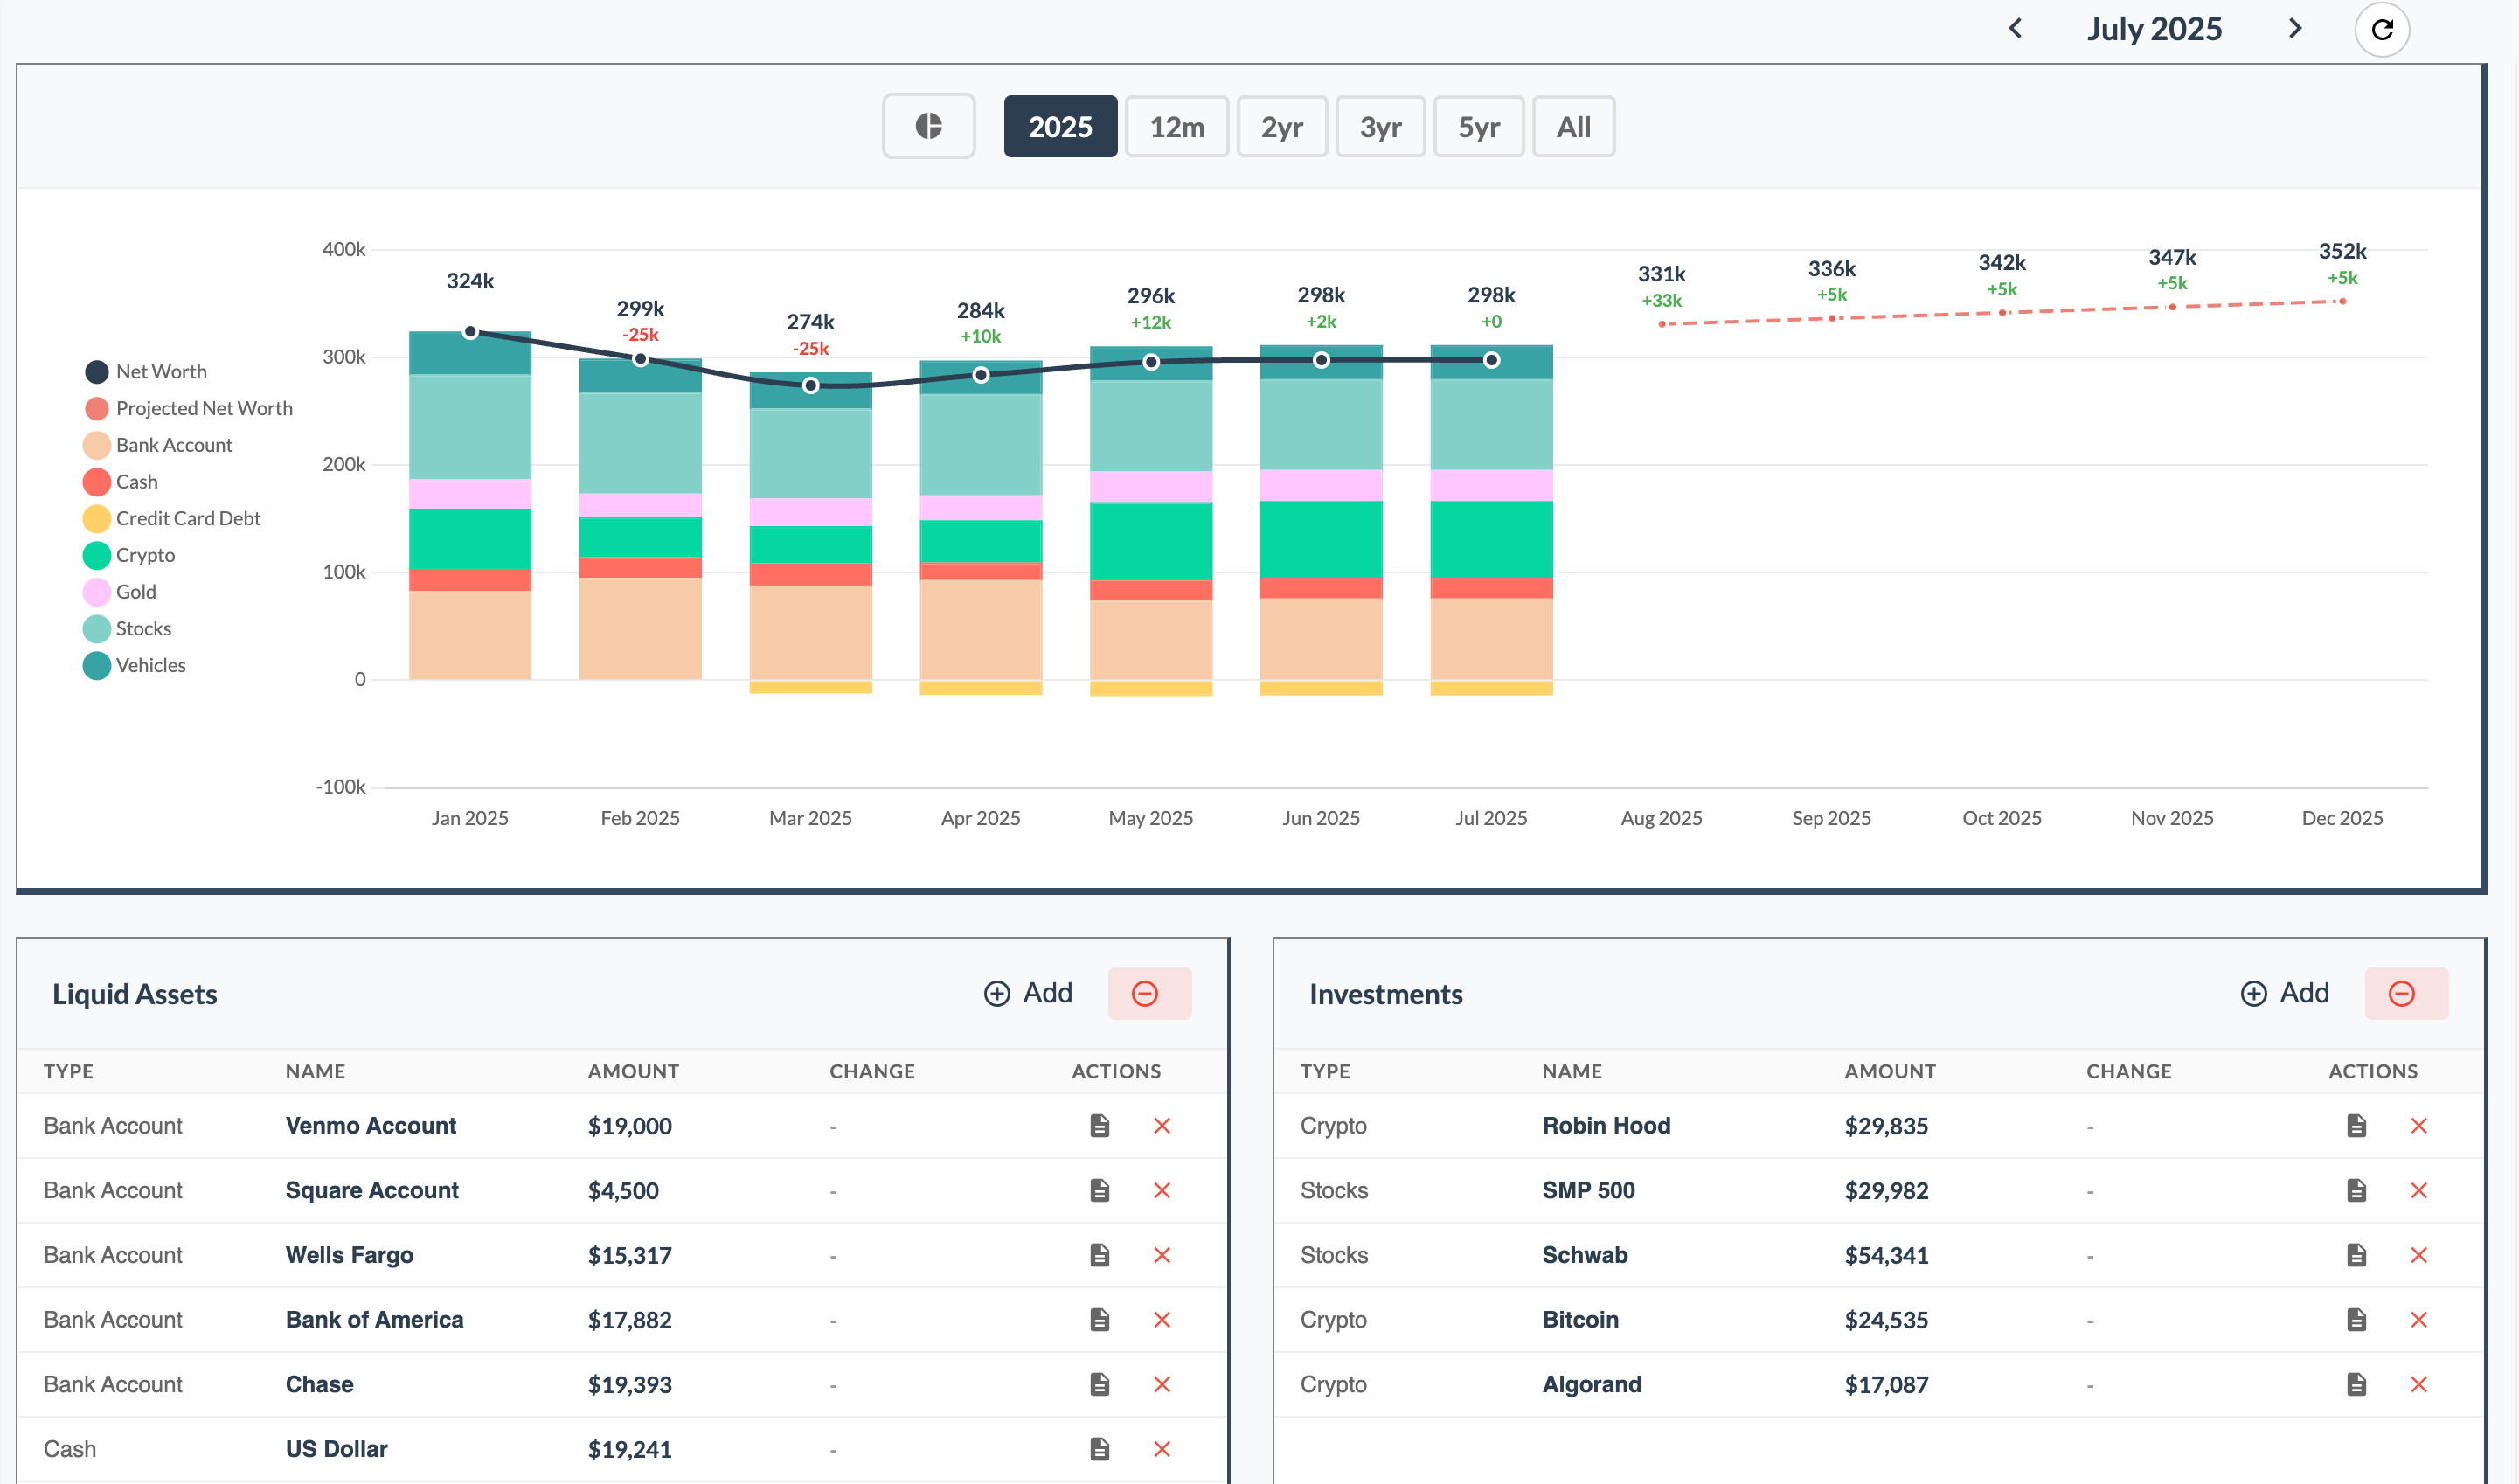 July 2025
2025 12m 2yr 3yr 5yr All
Net Worth
Projected Net Worth
Bank Account
Cash
Credit Card Debt
Crypto
Gold
Stocks
Vehicles
400k
300k
200k
100k
0
-100k
324k
299k
-25k
274k
-25k
284k
+10k
296k
+12k
298k
+2k
298k
+0
331k
+33k
336k
+5k
342k
+5k
347k
+5k
352k
+5k
Jan 2025 Feb 2025 Mar 2025 Apr 2025 May 2025 Jun 2025 Jul 2025 Aug 2025 Sep 2025 Oct 2025 Nov 2025 Dec 2025
Liquid Assets Add
TYPE NAME AMOUNT CHANGE ACTIONS
Bank Account Venmo Account $19,000 -
Bank Account Square Account $4,500 -
Bank Account Wells Fargo $15,317 -
Bank Account Bank of America $17,882 -
Bank Account Chase $19,393 -
Cash US Dollar $19,241 -
Investments Add
TYPE NAME AMOUNT CHANGE ACTIONS
Crypto Robin Hood $29,835 -
Stocks SMP 500 $29,982 -
Stocks Schwab $54,341 -
Crypto Bitcoin $24,535 -
Crypto Algorand $17,087 -